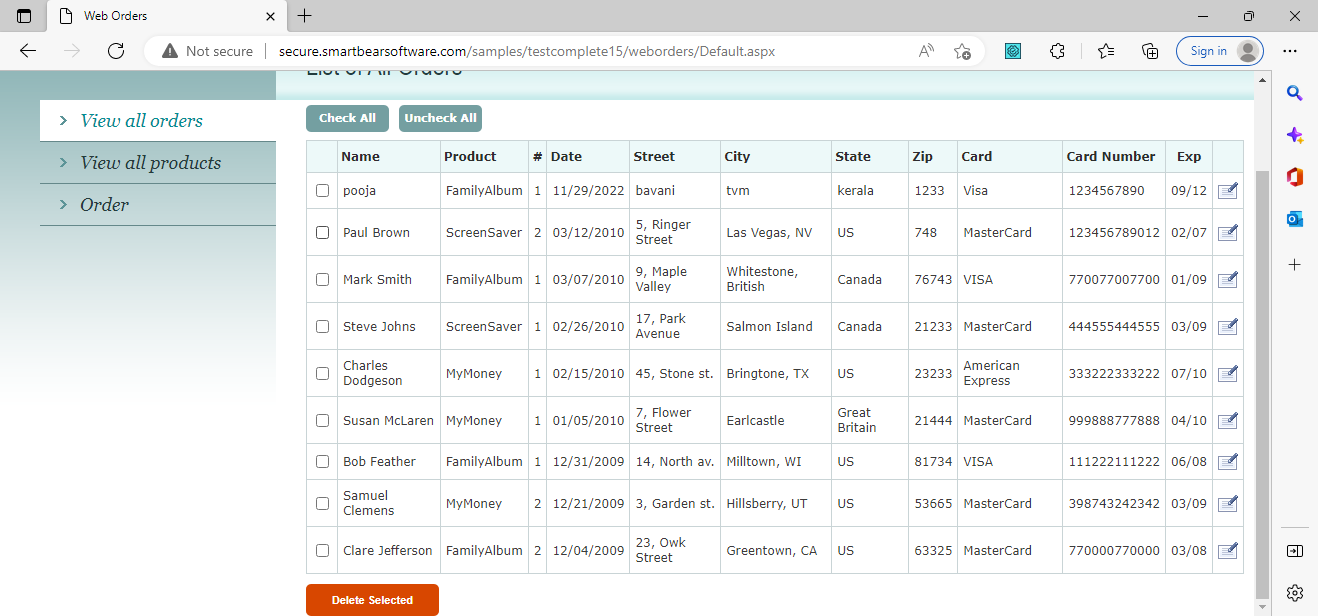 Web Orders
Not secure secure.smartbearsoftware.com/samples/testcomplete15/weborders/Default.aspx Sign in
List of All Orders
View all orders
View all products
Order
Check All Uncheck All
Name Product # Date Street City State Zip Card Card Number Exp
pooja FamilyAlbum 1 11/29/2022 bavani tvm kerala 1233 Visa 1234567890 09/12
Paul Brown ScreenSaver 2 03/12/2010 5, Ringer Street Las Vegas, NV US 748 MasterCard 123456789012 02/07
Mark Smith FamilyAlbum 1 03/07/2010 9, Maple Valley Whitestone, British Canada 76743 VISA 770077007700 01/09
Steve Johns ScreenSaver 1 02/26/2010 17, Park Avenue Salmon Island Canada 21233 MasterCard 444555444555 03/09
Charles Dodgeson MyMoney 1 02/15/2010 45, Stone st. Bringtone, TX US 23233 American Express 333222333222 07/10
Susan McLaren MyMoney 1 01/05/2010 7, Flower Street Earlcastle Great Britain 21444 MasterCard 999888777888 04/10
Bob Feather FamilyAlbum 1 12/31/2009 14, North av. Milltown, WI US 81734 VISA 111222111222 06/08
Samuel Clemens MyMoney 2 12/21/2009 3, Garden st. Hillsberry, UT US 53665 MasterCard 398743242342 03/09
Clare Jefferson FamilyAlbum 2 12/04/2009 23, Owk Street Greentown, CA US 63325 MasterCard 770000770000 03/08
Delete Selected